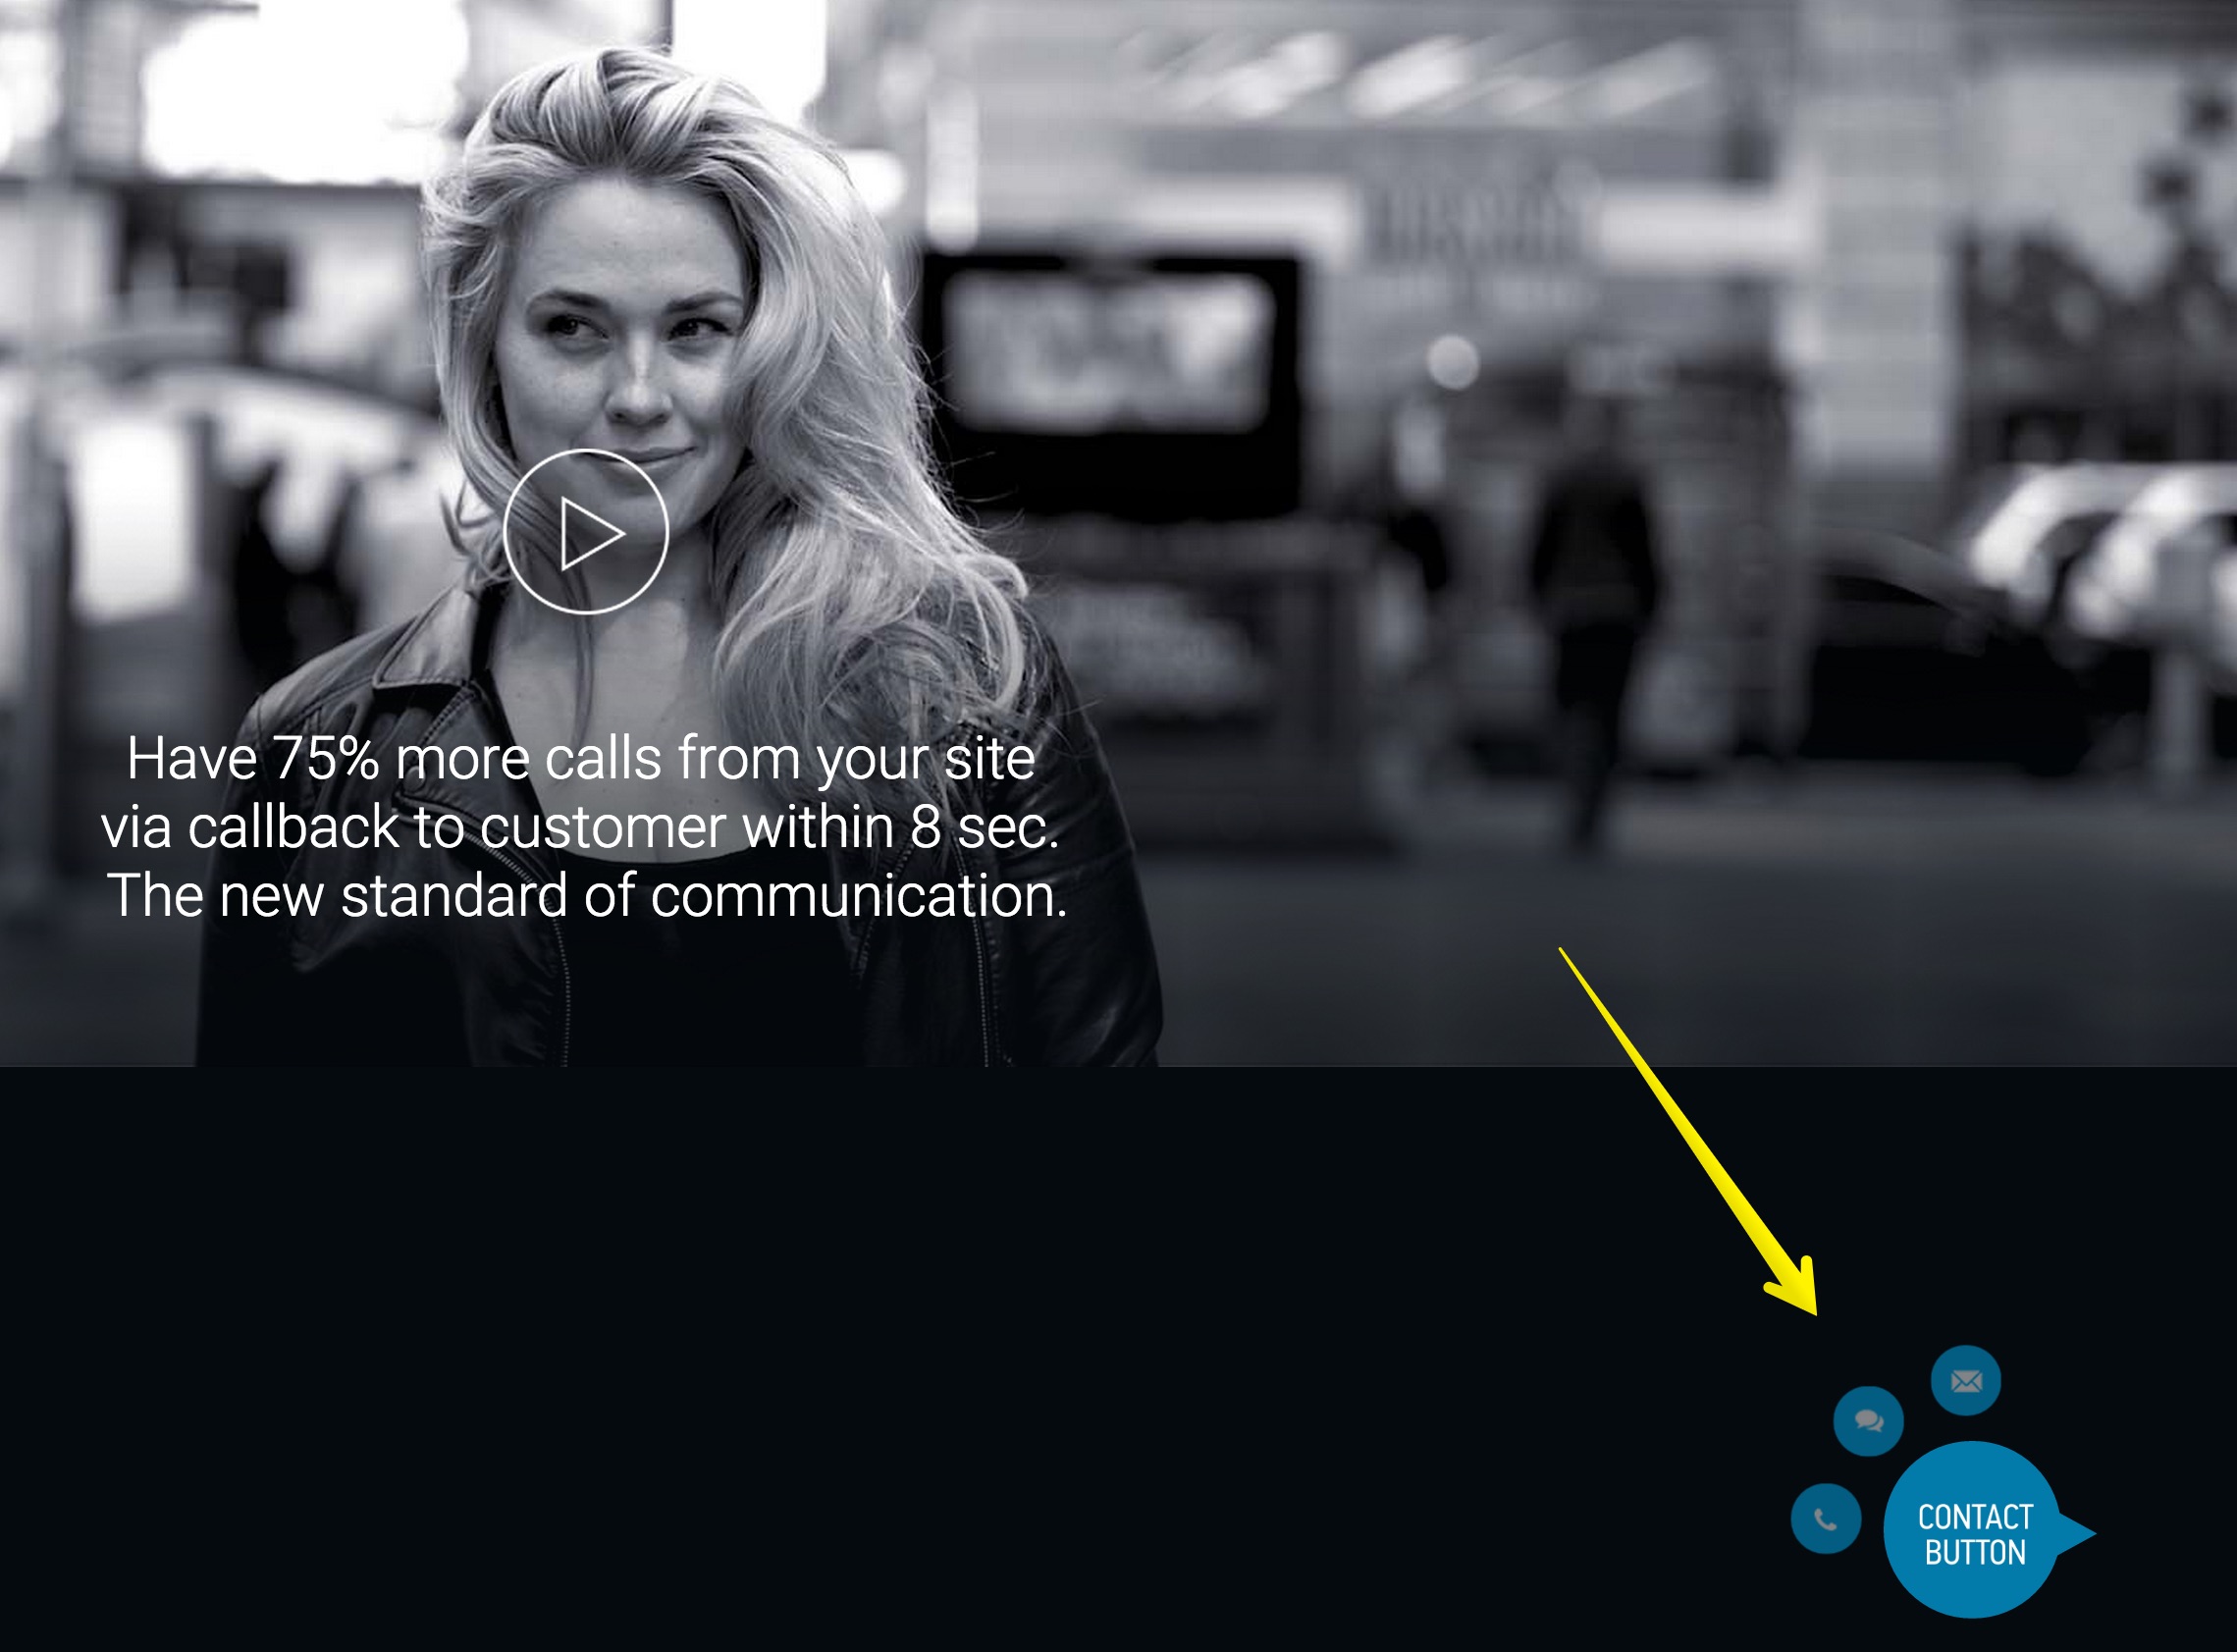 Have 75% more calls from your site
via callback to customer within 8 sec.
The new standard of communication.
CONTACT
BUTTON